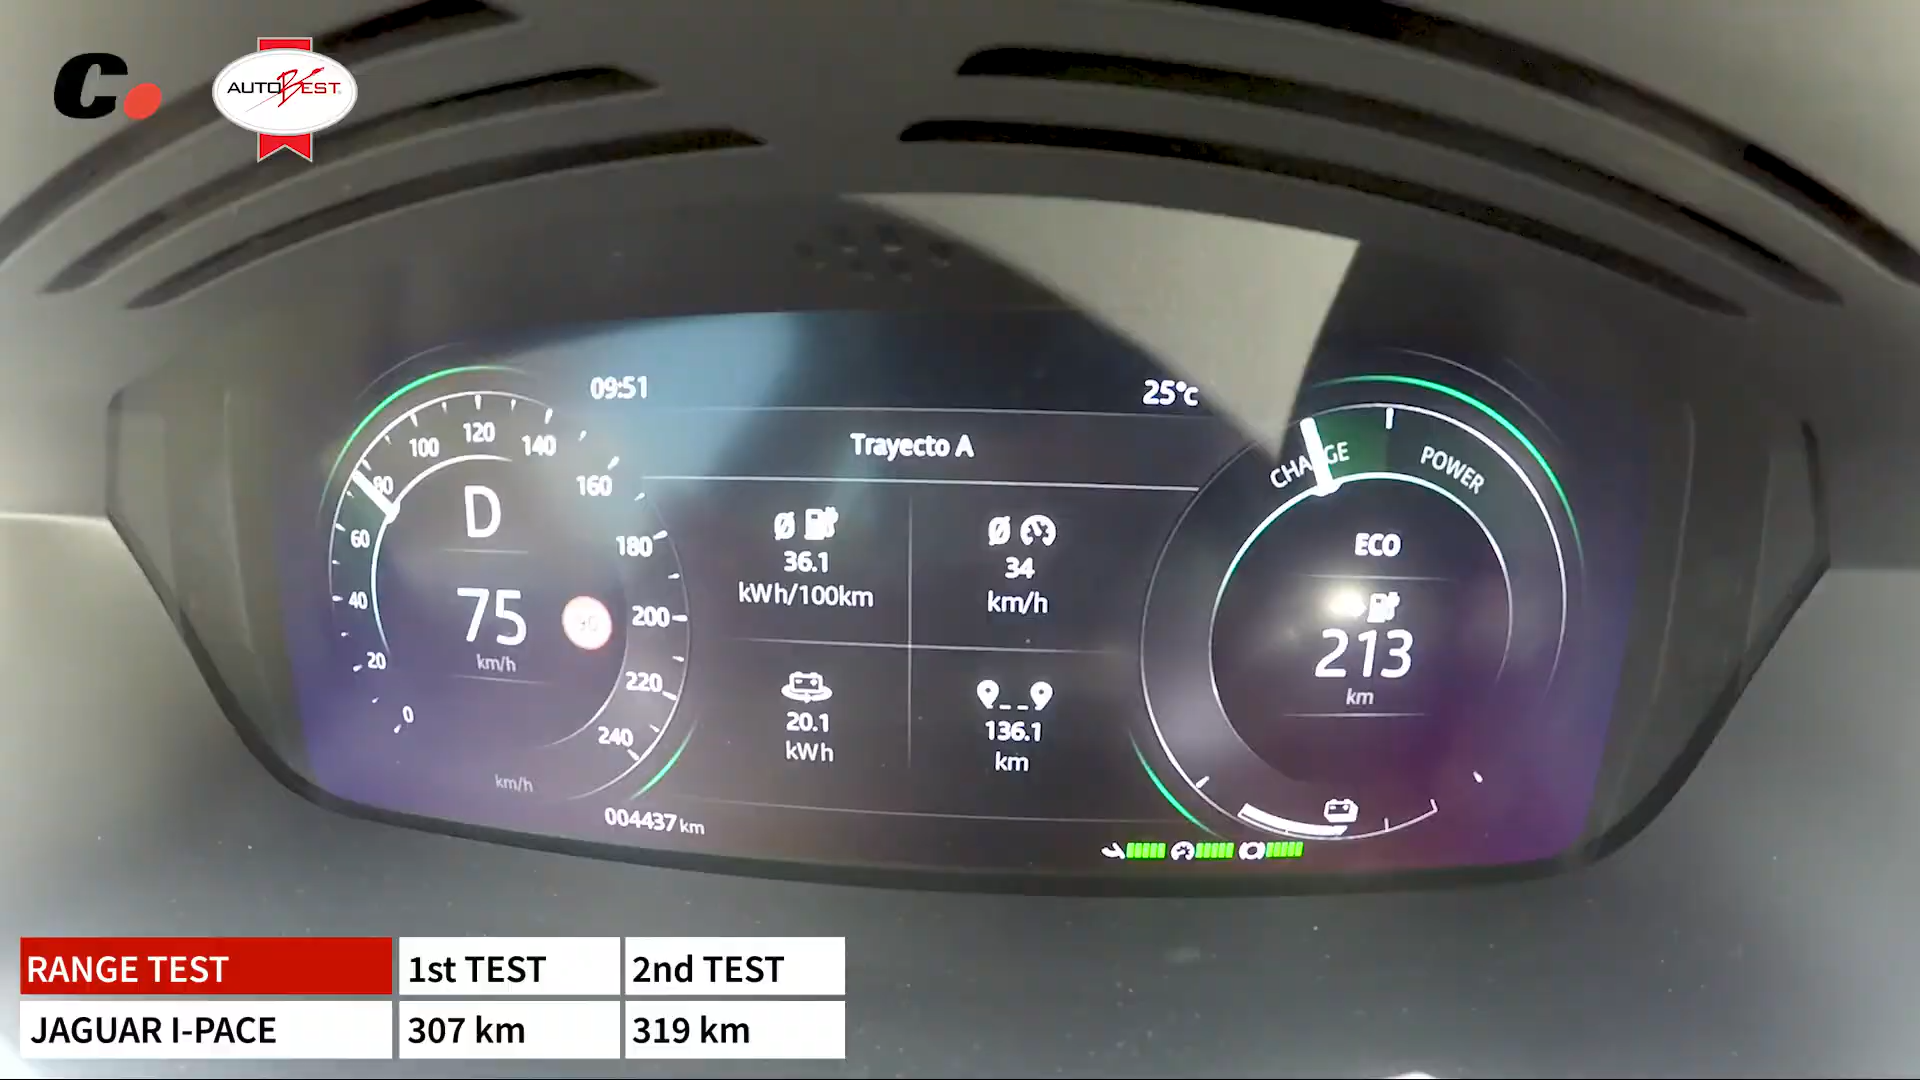 C.
AUTOBEST
09:51
25°c
Trayecto A
0
20
40
60
80
100
120
140
160
180
200
220
240
km/h
D
75
km/h
Ø
36.1
kWh/100km
Ø
34
km/h
20.1
kWh
136.1
km
004437 km
CHARGE
POWER
ECO
213
km
RANGE TEST 1st TEST 2nd TEST
JAGUAR I-PACE 307 km 319 km